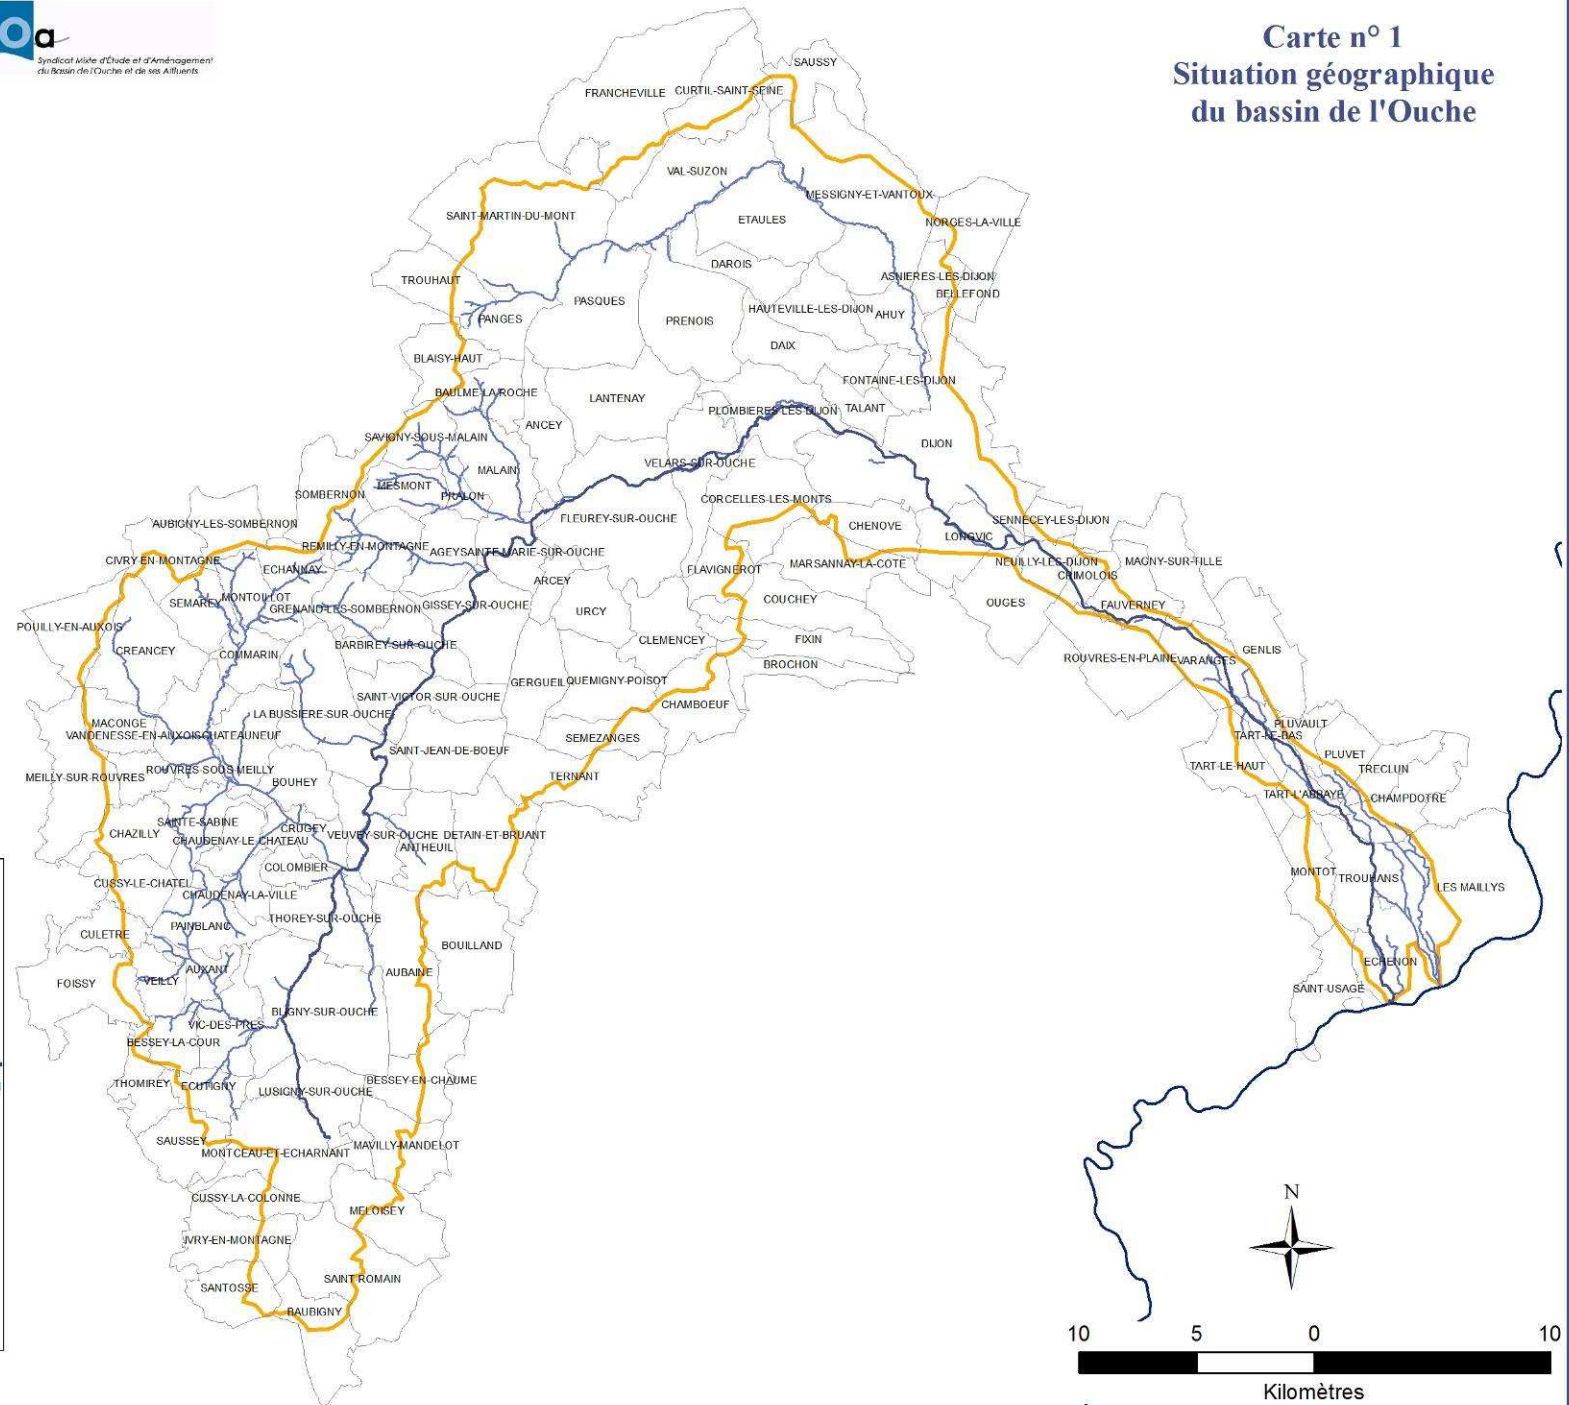 Oa
Syndicat Mixte d'Étude et d'Aménagement
du Bassin de l'Ouche et de ses Affluents
Carte n° 1
Situation géographique
du bassin de l'Ouche
SAUSSY
FRANCHEVILLE
CURTIL-SAINT-SEINE
VAL-SUZON
MESSIGNY-ET-VANTOUX
SAINT-MARTIN-DU-MONT
ETAULES
NORGES-LA-VILLE
DAROIS
TROUHAUT
ASNIERES-LES-DIJON
BELLEFOND
PASQUES
HAUTEVILLE-LES-DIJON
AHUY
PANGES
PRENOIS
DAIX
BLAISY-HAUT
FONTAINE-LES-DIJON
BAULME-LA-ROCHE
LANTENAY
PLOMBIERES-LES-DIJON
TALANT
ANCEY
SAVIGNY-SOUS-MALAIN
DIJON
VELARS-SUR-OUCHE
MALAIN
MESMONT
PRALON
SOMBERNON
CORCELLES-LES-MONTS
FLEUREY-SUR-OUCHE
CHENOVE
SENNECEY-LES-DIJON
AUBIGNY-LES-SOMBERNON
LONGVIC
REMILLY-EN-MONTAGNE
AGEY
SAINTE-MARIE-SUR-OUCHE
CIVRY-EN-MONTAGNE
ECHANNAY
FLAVIGNEROT
MARSANNAY-LA-COTE
NEUILLY-LES-DIJON
MAGNY-SUR-TILLE
CRIMOLOIS
ARCEY
SEMAREY
MONTOILLOT
COUCHEY
OUGES
FAUVERNEY
GRENAND-LES-SOMBERNON
GISSEY-SUR-OUCHE
URCY
POUILLY-EN-AUXOIS
CLEMENCEY
FIXIN
CREANCEY
COMMARIN
BARBIREY-SUR-OUCHE
GENLIS
ROUVRES-EN-PLAINE
VARANGES
BROCHON
GERGUEIL
QUEMIGNY-POISOT
SAINT-VICTOR-SUR-OUCHE
CHAMBOEUF
LA BUSSIERE-SUR-OUCHE
MACONGE
VANDENESSE-EN-AUXOIS
CHATEAUNEUF
PLUVAULT
TART-LE-BAS
SEMEZANGES
SAINT-JEAN-DE-BOEUF
PLUVET
TART-LE-HAUT
TRECLUN
MEILLY-SUR-ROUVRES
ROUVRES-SOUS-MEILLY
TERNANT
BOUHEY
TART-L'ABBAYE
CHAMPDOTRE
SAINTE-SABINE
CRUGEY
CHAZILLY
CHAUDENAY-LE-CHATEAU
VEUVEY-SUR-OUCHE
DETAIN-ET-BRUANT
ANTHEUIL
COLOMBIER
MONTOT
TROUHANS
LES MAILLYS
CUSSY-LE-CHATEL
CHAUDENAY-LA-VILLE
THOREY-SUR-OUCHE
PAINBLANC
CULETRE
BOUILLAND
ECHENON
AUXANT
AUBAINE
VEILLY
FOISSY
SAINT-USAGE
BLIGNY-SUR-OUCHE
VIC-DES-PRES
BESSEY-LA-COUR
BESSEY-EN-CHAUME
THOMIREY
ECUTIGNY
LUSIGNY-SUR-OUCHE
SAUSSEY
MAVILLY-MANDELOT
MONTCEAU-ET-ECHARNANT
CUSSY-LA-COLONNE
MELOISEY
N
IVRY-EN-MONTAGNE
SAINT ROMAIN
SANTOSSE
BAUBIGNY
10 5 0 10
Kilomètres